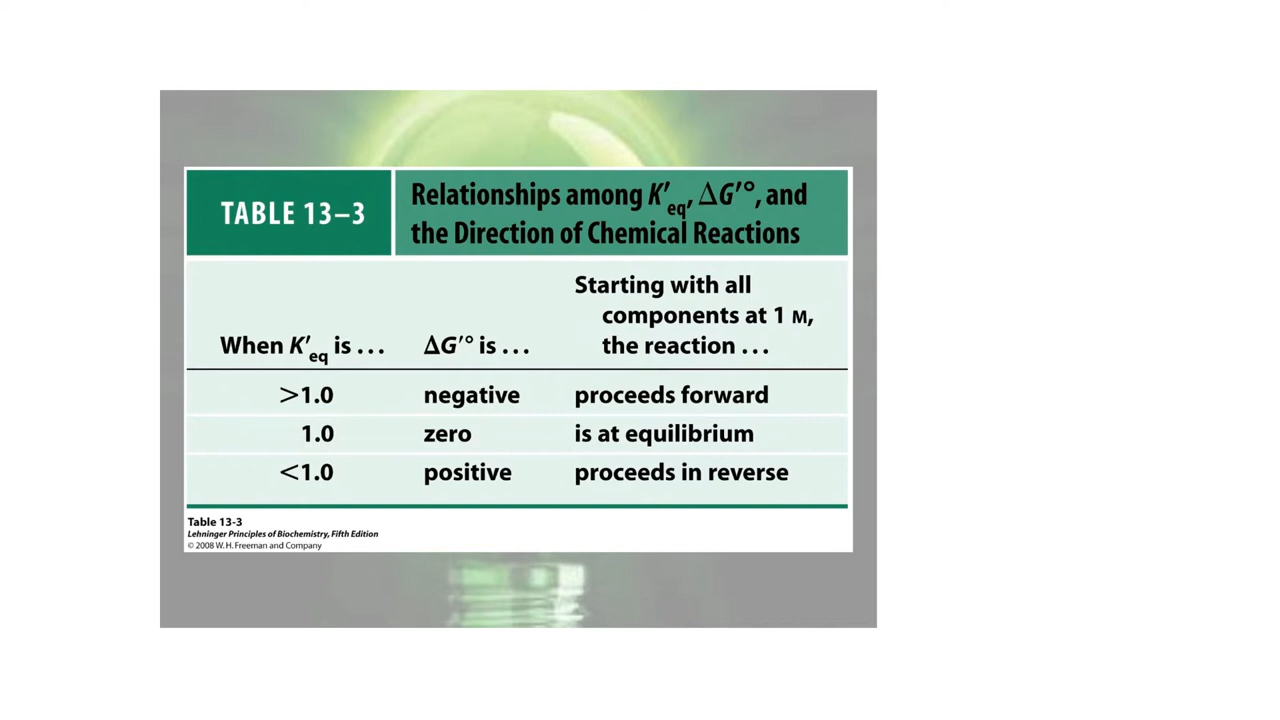 TABLE 13–3
Relationships among K′eq, ΔG′°, and
the Direction of Chemical Reactions
Starting with all
components at 1 M,
When K′eq is … ΔG′° is … the reaction …
>1.0 negative proceeds forward
1.0 zero is at equilibrium
<1.0 positive proceeds in reverse
Table 13-3
Lehninger Principles of Biochemistry, Fifth Edition
© 2008 W. H. Freeman and Company